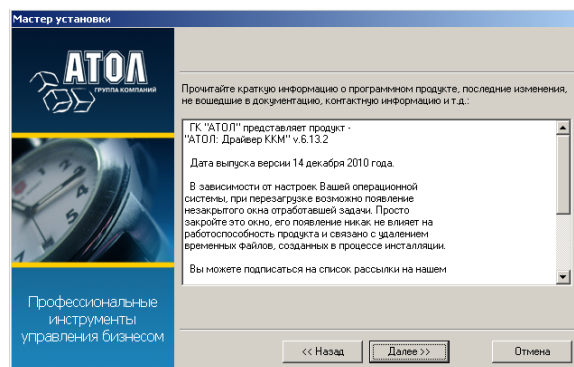 Мастер установки
АТОЛ
ГРУППА КОМПАНИЙ
Прочитайте краткую информацию о программном продукте, последние изменения,
не вошедшие в документацию, контактную информацию и т.д.:
ГК "АТОЛ" представляет продукт -
"АТОЛ: Драйвер ККМ" v.6.13.2
Дата выпуска версии 14 декабря 2010 года.
В зависимости от настроек Вашей операционной
системы, при перезагрузке возможно появление
незакрытого окна отработавшей задачи. Просто
закройте это окно, его появление никак не влияет на
работоспособность продукта и связано с удалением
временных файлов, созданных в процессе инсталляции.
Вы можете подписаться на список рассылки на нашем
Профессиональные
инструменты
управления бизнесом
<< Назад
Далее >>
Отмена